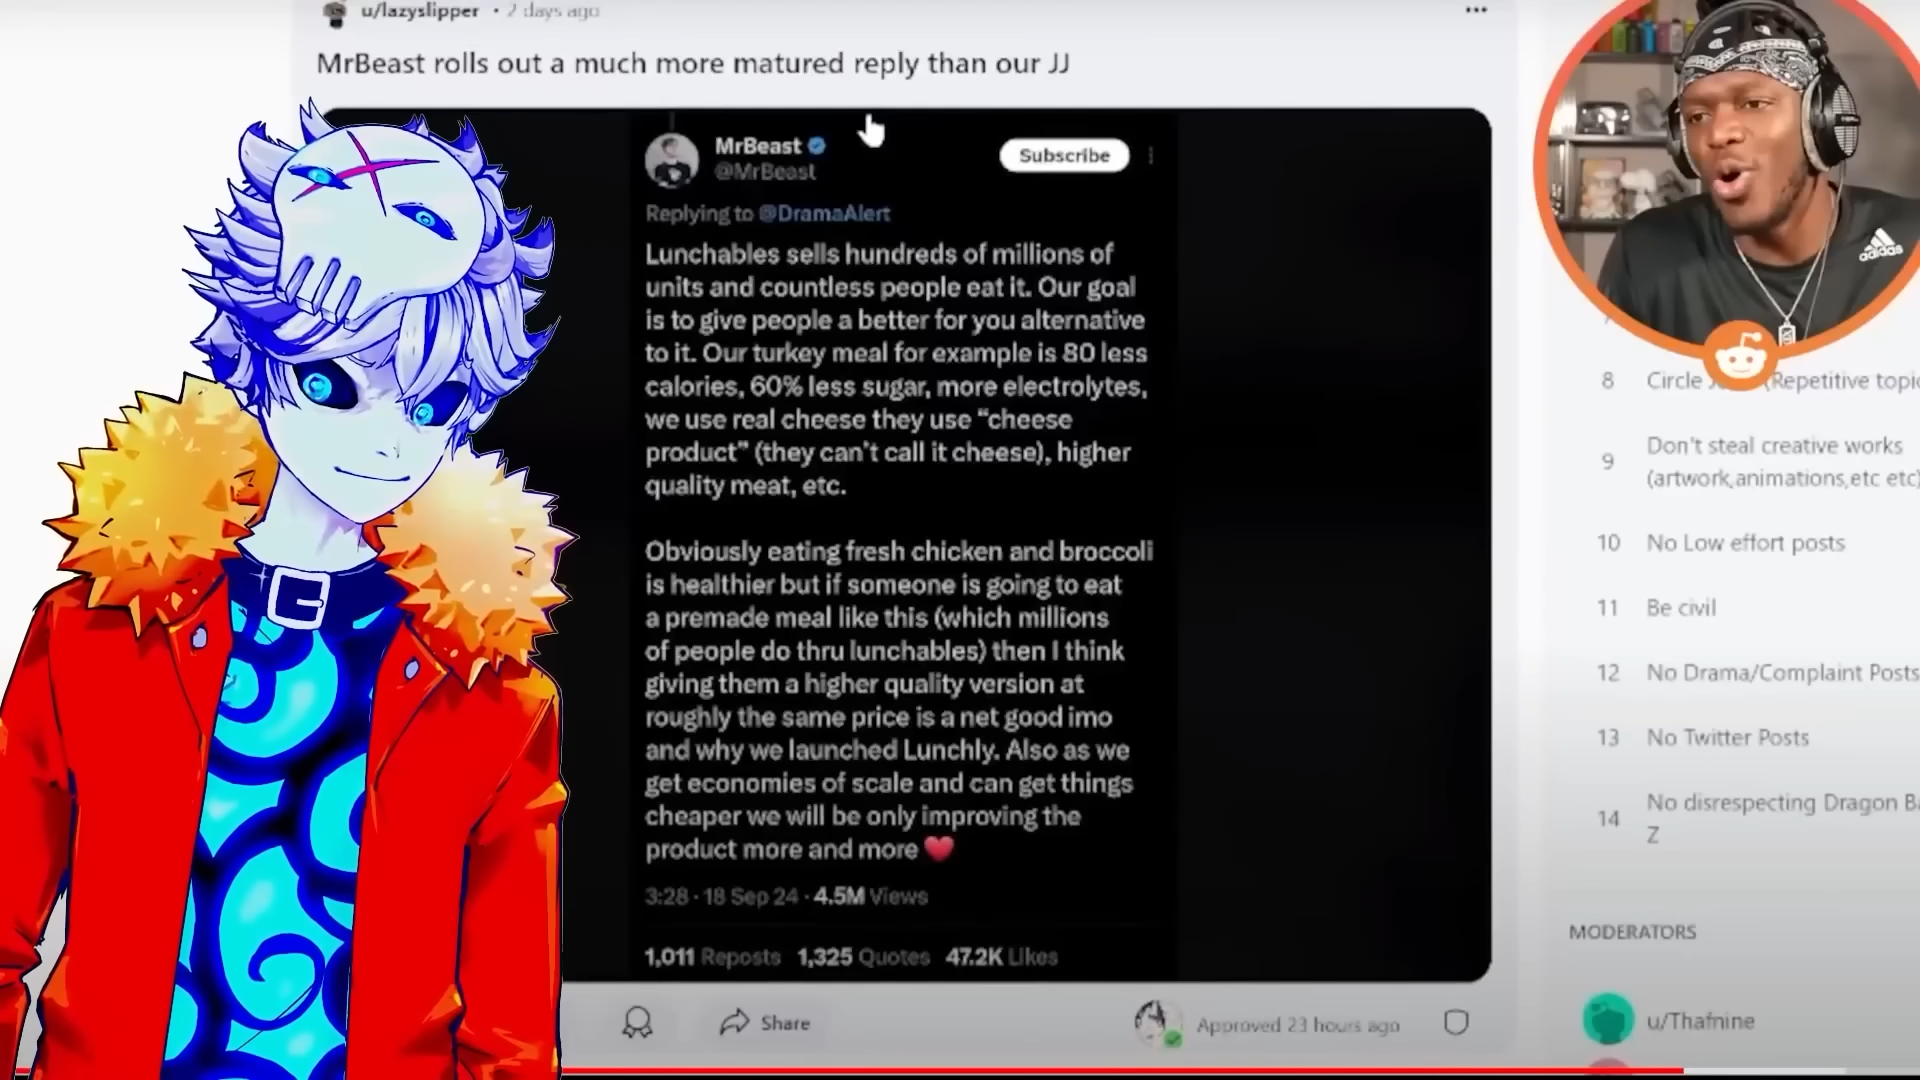 u/lazyslipper • 2 days ago
MrBeast rolls out a much more matured reply than our JJ
MrBeast
@MrBeast
Subscribe
Replying to @DramaAlert
Lunchables sells hundreds of millions of
units and countless people eat it. Our goal
is to give people a better for you alternative
to it. Our turkey meal for example is 80 less
calories, 60% less sugar, more electrolytes,
we use real cheese they use “cheese
product” (they can't call it cheese), higher
quality meat, etc.
Obviously eating fresh chicken and broccoli
is healthier but if someone is going to eat
a premade meal like this (which millions
of people do thru lunchables) then I think
giving them a higher quality version at
roughly the same price is a net good imo
and why we launched Lunchly. Also as we
get economies of scale and can get things
cheaper we will be only improving the
product more and more ❤️
3:28 · 18 Sep 24 · 4.5M Views
1,011 Reposts 1,325 Quotes 47.2K Likes
Share
Approved 23 hours ago
adidas
8 Circle (Repetitive topic
9 Don't steal creative works
(artwork,animations,etc etc)
10 No Low effort posts
11 Be civil
12 No Drama/Complaint Posts
13 No Twitter Posts
14 No disrespecting Dragon Ba
Z
MODERATORS
u/Thafnine